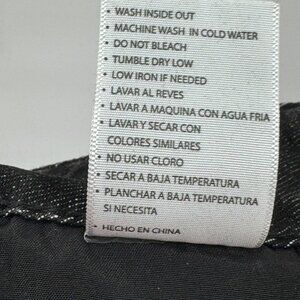 • WASH INSIDE OUT
• MACHINE WASH IN COLD WATER
• DO NOT BLEACH
• TUMBLE DRY LOW
• LOW IRON IF NEEDED
• LAVAR AL REVES
• LAVAR A MAQUINA CON AGUA FRIA
• LAVAR Y SECAR CON
COLORES SIMILARES
• NO USAR CLORO
• SECAR A BAJA TEMPERATURA
• PLANCHAR A BAJA TEMPERATURA
SI NECESITA
• HECHO EN CHINA